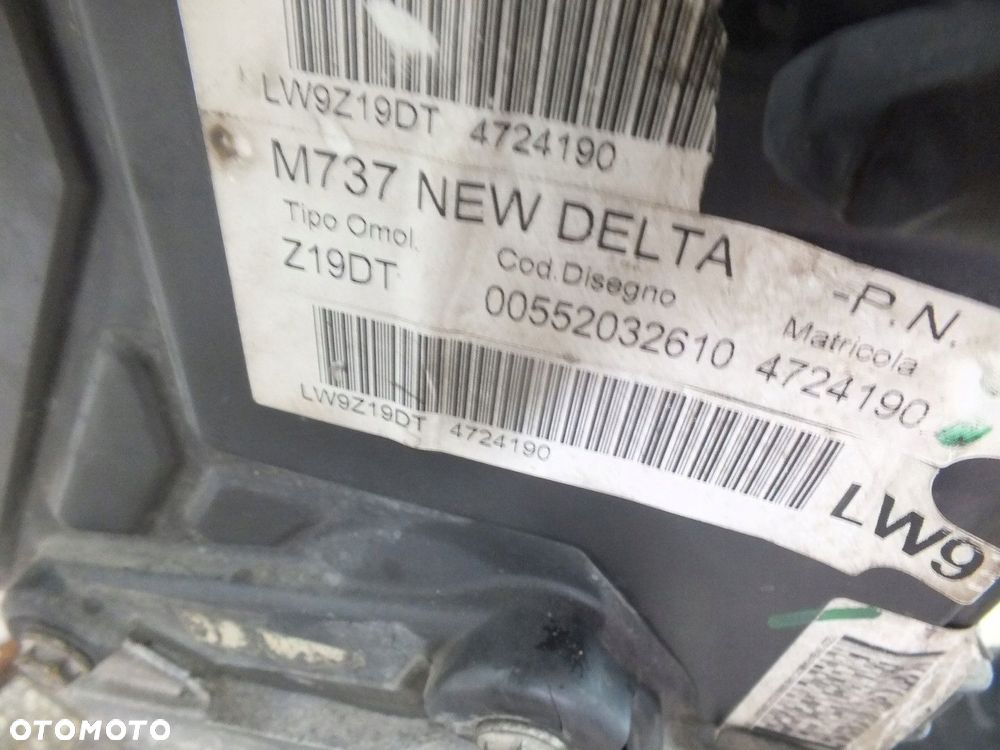 LW9Z19DT 4724190
M737 NEW DELTA -P.N.
Tipo Omol. Cod.Disegno Matricola
Z19DT 00552032610 4724190
LW9Z19DT 4724190
LW9
OTOMOTO